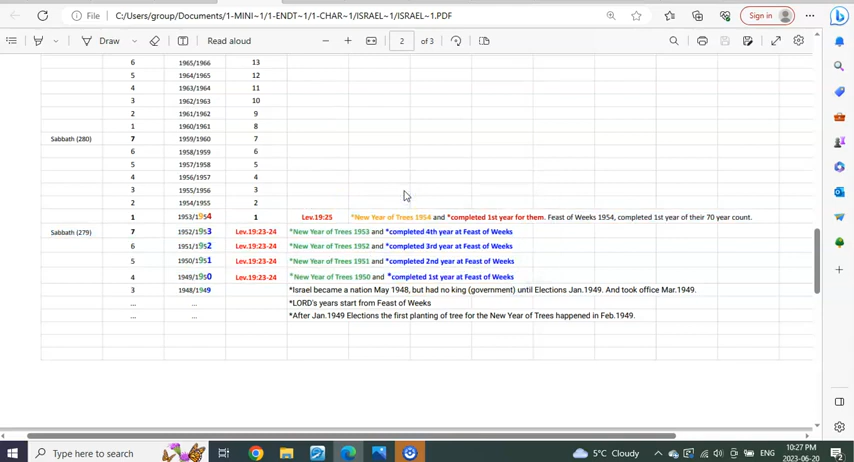 File C:/Users/group/Documents/1-MINI~1/1-ENDT~1/1-CHAR~1/ISRAEL~1/ISRAEL~1.PDF Sign in
Draw Read aloud 2 of 3
6 1965/1966 13
5 1964/1965 12
4 1963/1964 11
3 1962/1963 10
2 1961/1962 9
1 1960/1961 8
Sabbath (280) 7 1959/1960 7
6 1958/1959 6
5 1957/1958 5
4 1956/1957 4
3 1955/1956 3
2 1954/1955 2
1 1953/1954 1 Lev.19:25 *New Year of Trees 1954 and *completed 1st year for them. Feast of Weeks 1954, completed 1st year of their 70 year count.
Sabbath (279) 7 1952/1953 Lev.19:23-24 *New Year of Trees 1953 and *completed 4th year at Feast of Weeks
6 1951/1952 Lev.19:23-24 *New Year of Trees 1952 and *completed 3rd year at Feast of Weeks
5 1950/1951 Lev.19:23-24 *New Year of Trees 1951 and *completed 2nd year at Feast of Weeks
4 1949/1950 Lev.19:23-24 *New Year of Trees 1950 and *completed 1st year at Feast of Weeks
3 1948/1949 *Israel became a nation May 1948, but had no king (government) until Elections Jan.1949. And took office Mar.1949.
... ... *LORD's years start from Feast of Weeks
... ... *After Jan.1949 Elections the first planting of tree for the New Year of Trees happened in Feb.1949.
Type here to search 5°C Cloudy ENG 10:27 PM
2023-06-20